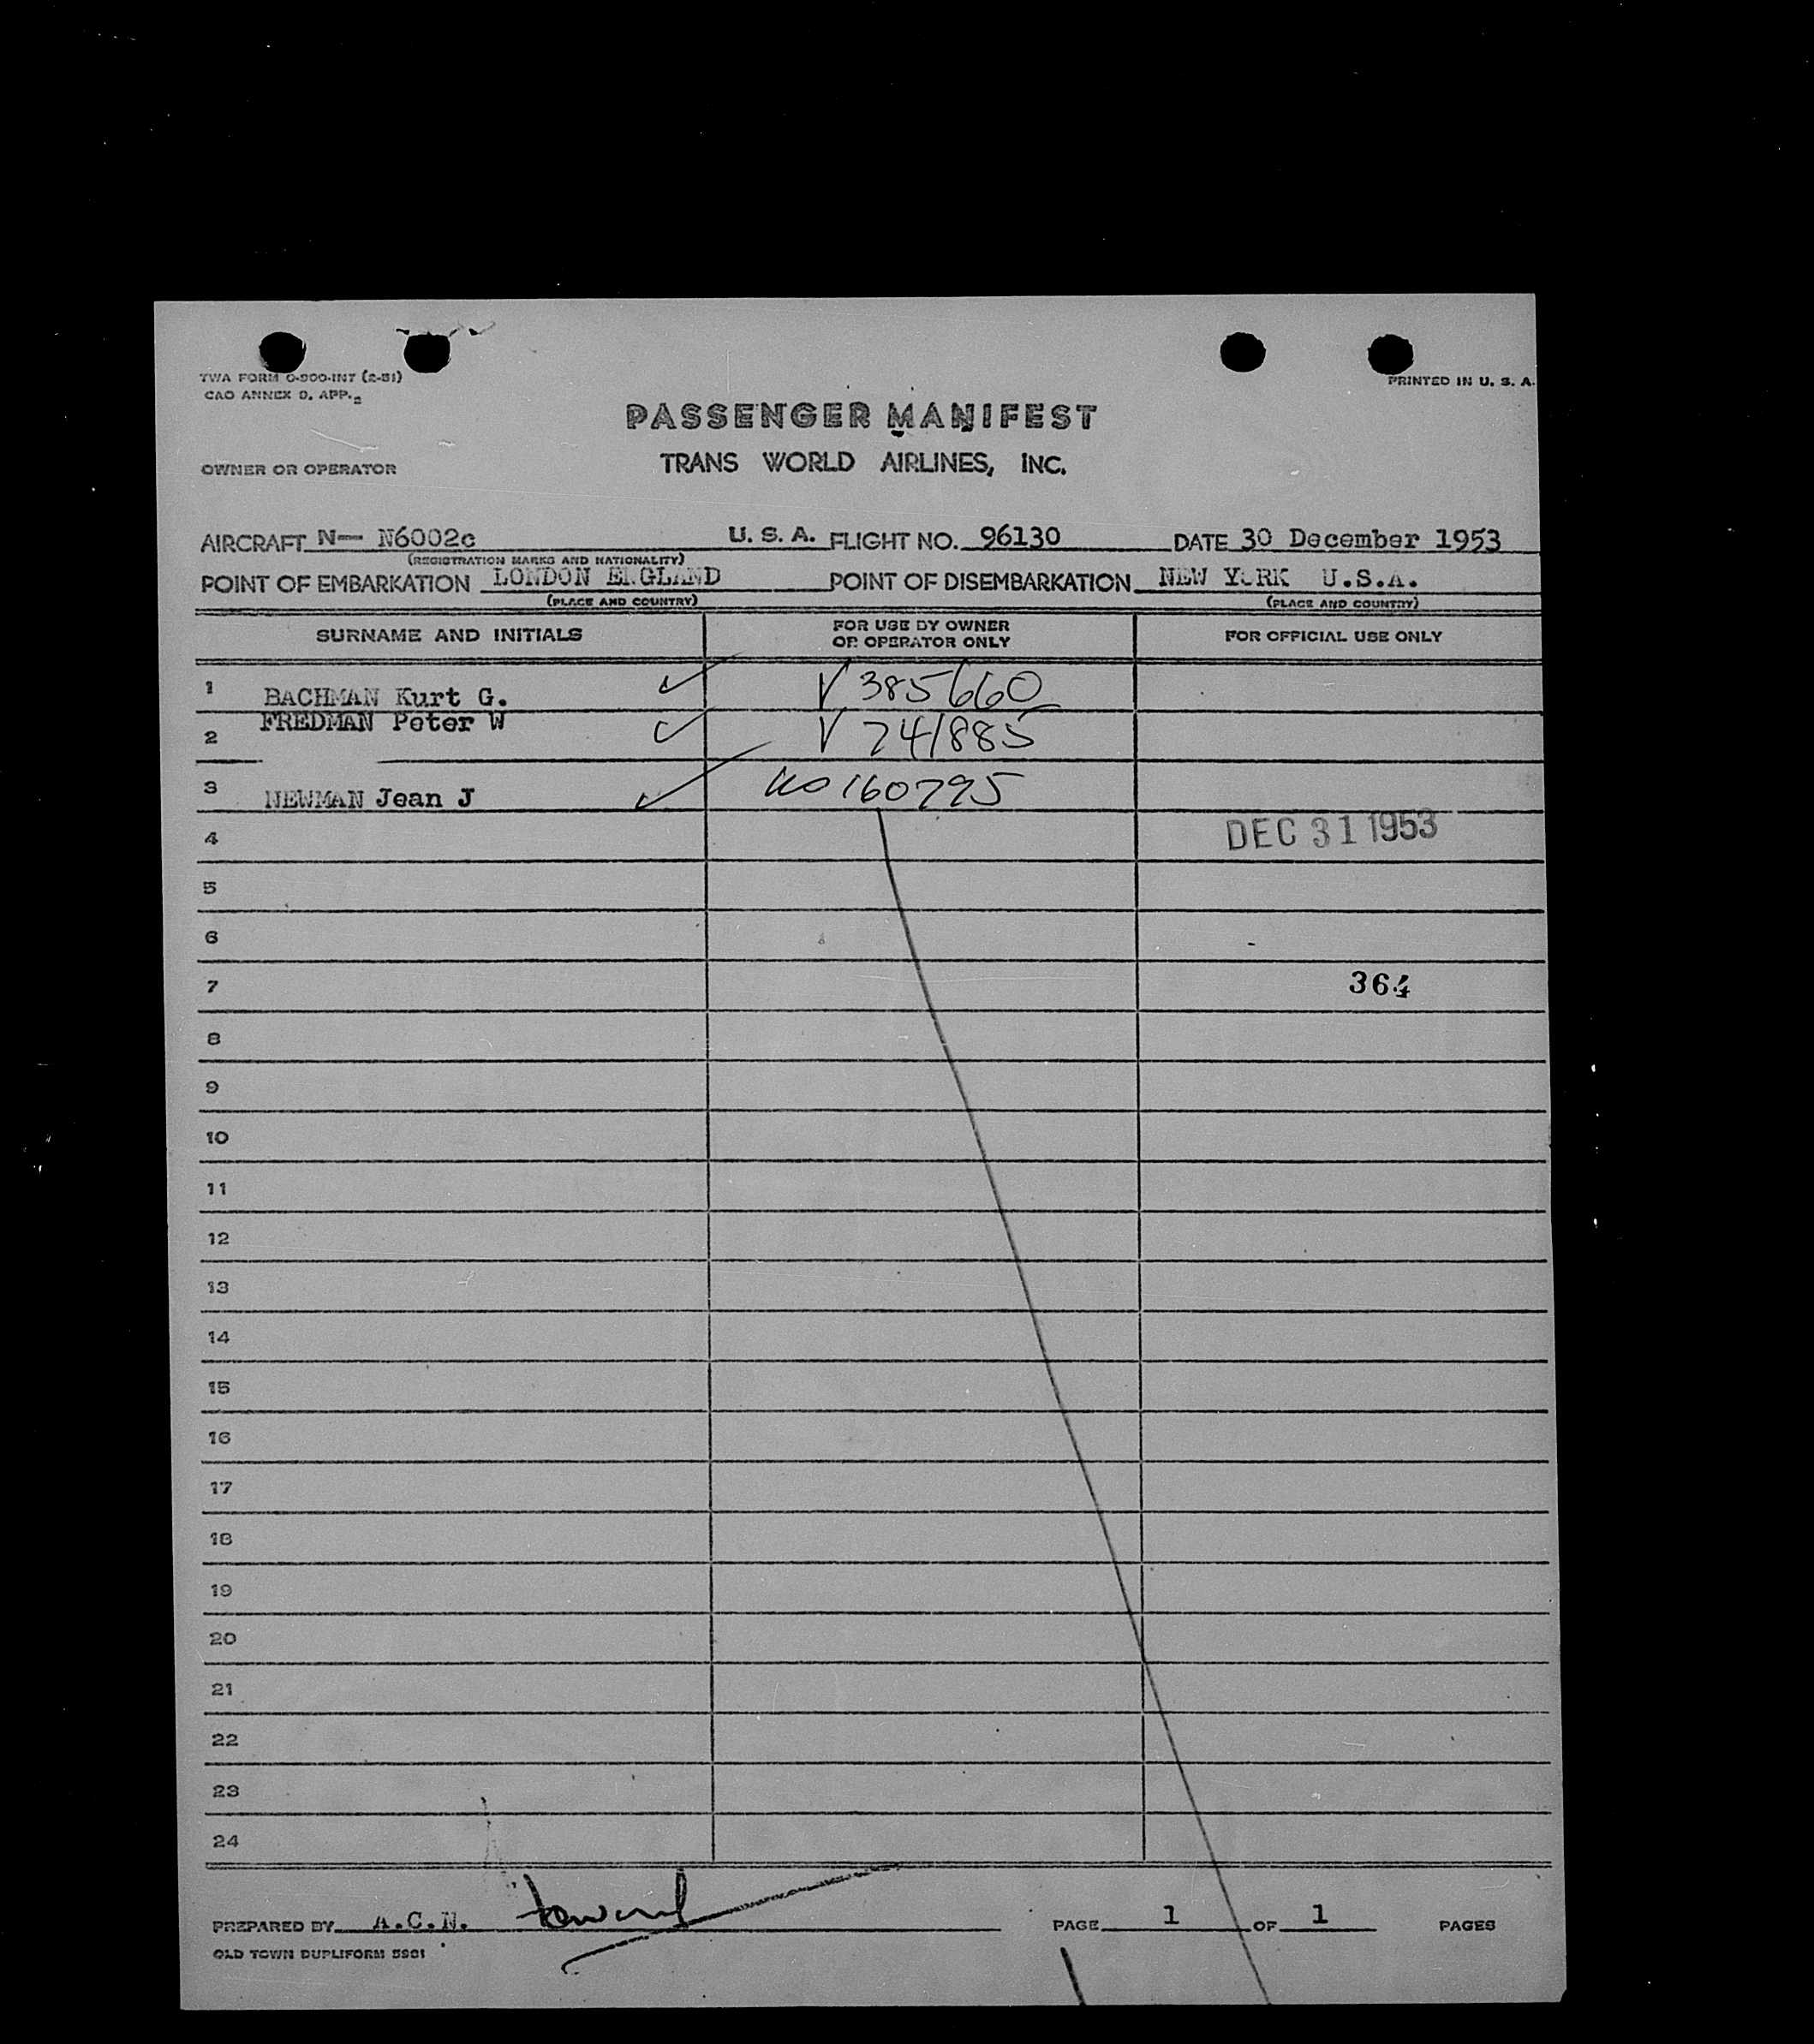 TWA FORM O-900-INT (2-51)
CAO ANNEX 9, APP. 2
PRINTED IN U. S. A.
PASSENGER MANIFEST
OWNER OR OPERATOR
TRANS WORLD AIRLINES, INC.
AIRCRAFT N— N6002c U. S. A. FLIGHT NO. 96130 DATE 30 December 1953
(REGISTRATION MARKS AND NATIONALITY)
POINT OF EMBARKATION LONDON ENGLAND POINT OF DISEMBARKATION NEW YORK U.S.A.
(PLACE AND COUNTRY) (PLACE AND COUNTRY)
SURNAME AND INITIALS FOR USE BY OWNER OR OPERATOR ONLY FOR OFFICIAL USE ONLY
1 BACHMAN Kurt G. V 385660
2 FREDMAN Peter W V 241885
3 NEWMAN Jean J 160795
4 DEC 31 1953
5
6
7 364
8
9
10
11
12
13
14
15
16
17
18
19
20
21
22
23
24
PREPARED BY A.C.N. PAGE 1 OF 1 PAGES
OLD TOWN DUPLIFORM 5901